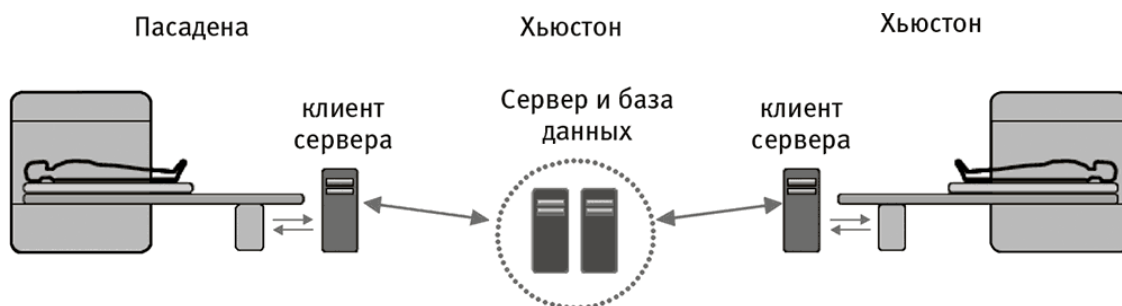 Пасадена
Хьюстон
Хьюстон
клиент
сервера
Сервер и база
данных
клиент
сервера